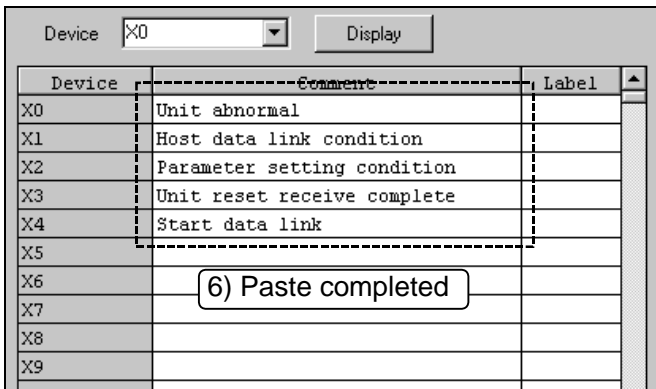 Device X0 Display
Device Comment Label
X0 Unit abnormal
X1 Host data link condition
X2 Parameter setting condition
X3 Unit reset receive complete
X4 Start data link
X5
X6
6) Paste completed
X7
X8
X9